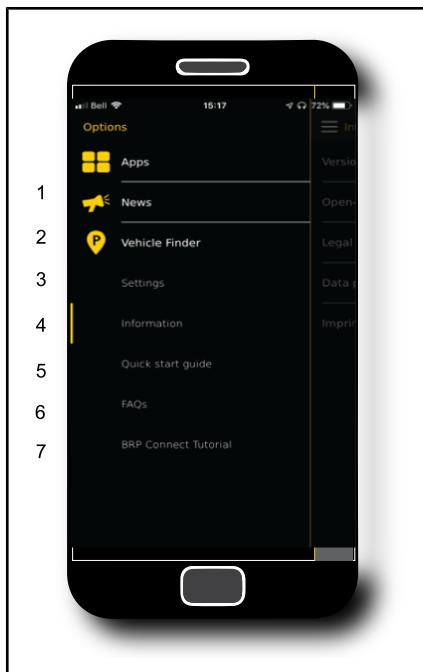 Bell 15:17 72%
Options In
Apps Versio
1 News Open-
2 P Vehicle Finder Legal
3 Settings Data p
4 Information Imprin
5 Quick start guide
6 FAQs
7 BRP Connect Tutorial